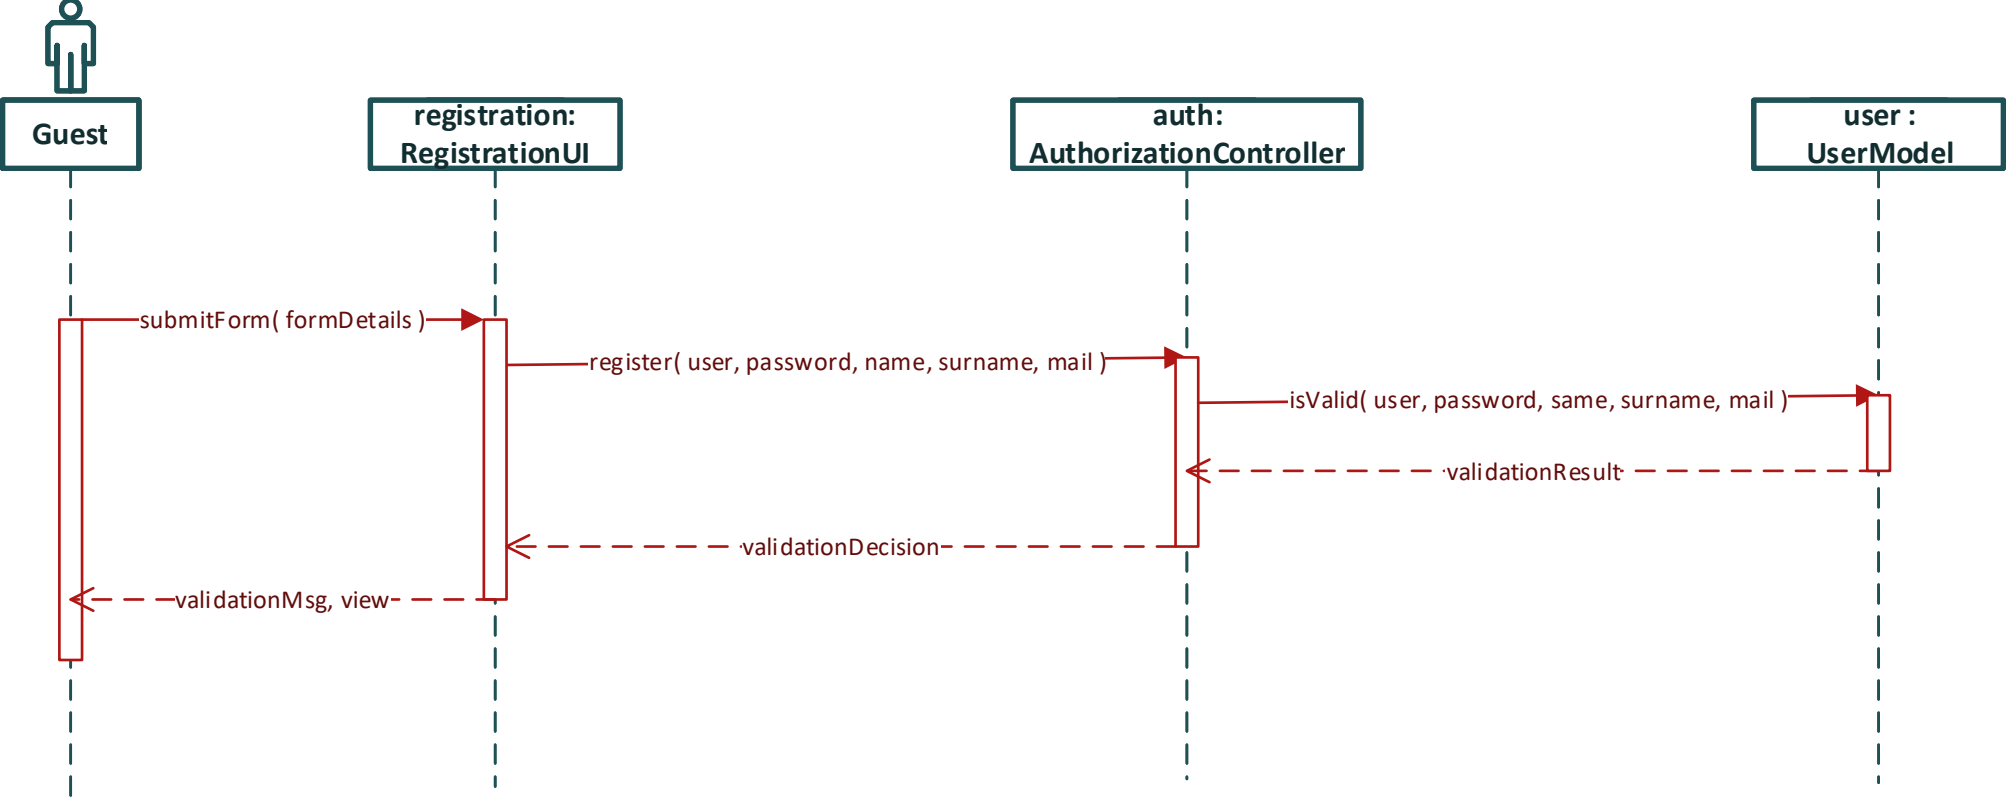 Guest
registration:
RegistrationUI
auth:
AuthorizationController
user :
UserModel
submitForm( formDetails )
register( user, password, name, surname, mail )
isValid( user, password, same, surname, mail )
validationResult
validationDecision
validationMsg, view